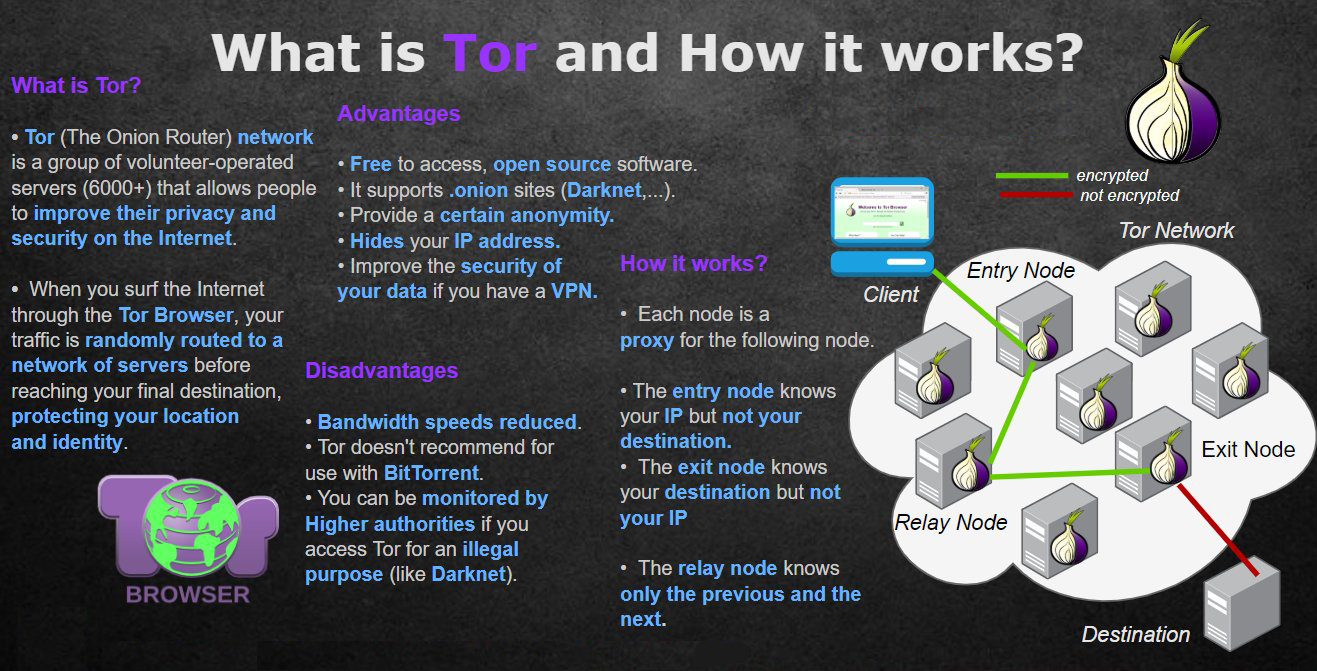 What is Tor and How it works?
What is Tor?
• Tor (The Onion Router) network
is a group of volunteer-operated
servers (6000+) that allows people
to improve their privacy and
security on the Internet.
• When you surf the Internet
through the Tor Browser, your
traffic is randomly routed to a
network of servers before
reaching your final destination,
protecting your location
and identity.
Tor
BROWSER
Advantages
• Free to access, open source software.
• It supports .onion sites (Darknet,...).
• Provide a certain anonymity.
• Hides your IP address.
• Improve the security of
your data if you have a VPN.
Disadvantages
• Bandwidth speeds reduced.
• Tor doesn't recommend for
use with BitTorrent.
• You can be monitored by
Higher authorities if you
access Tor for an illegal
purpose (like Darknet).
How it works?
• Each node is a
proxy for the following node.
• The entry node knows
your IP but not your
destination.
• The exit node knows
your destination but not
your IP
• The relay node knows
only the previous and the
next.
encrypted
not encrypted
Tor Network
Welcome to Tor Browser
Client
Entry Node
Exit Node
Relay Node
Destination